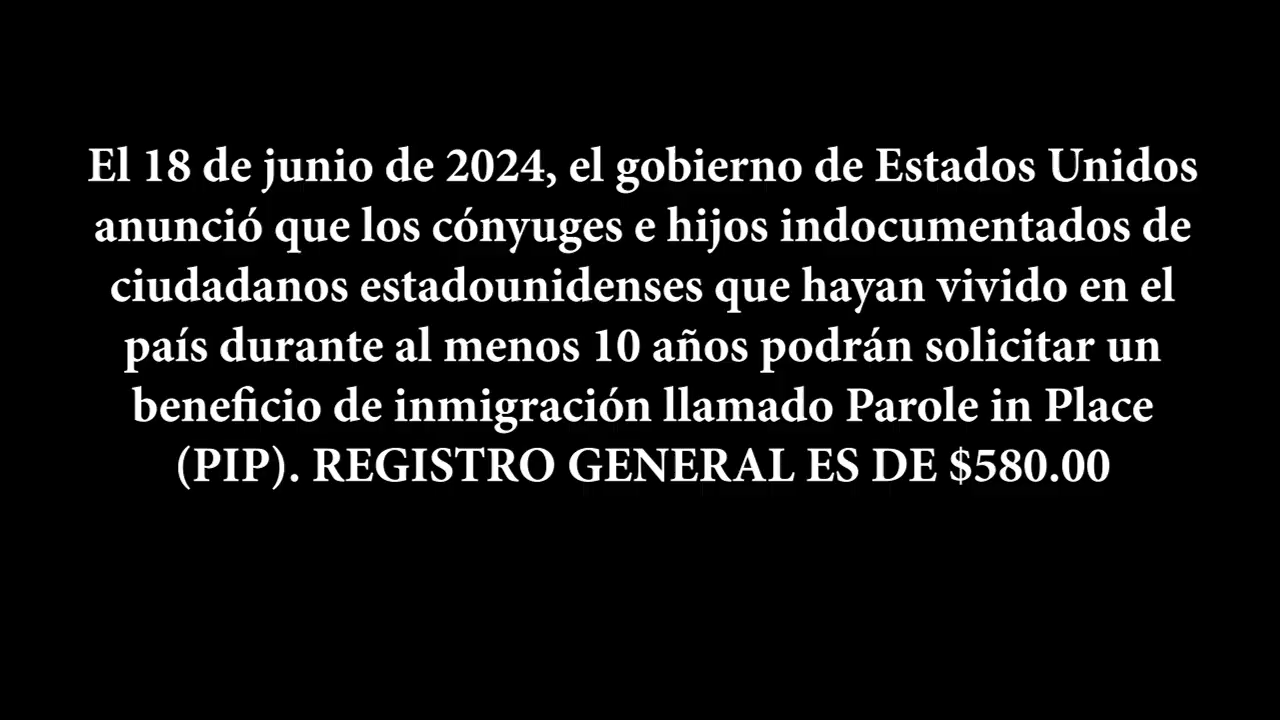 El 18 de junio de 2024, el gobierno de Estados Unidos
anunció que los cónyuges e hijos indocumentados de
ciudadanos estadounidenses que hayan vivido en el
país durante al menos 10 años podrán solicitar un
beneficio de inmigración llamado Parole in Place
(PIP). REGISTRO GENERAL ES DE $580.00